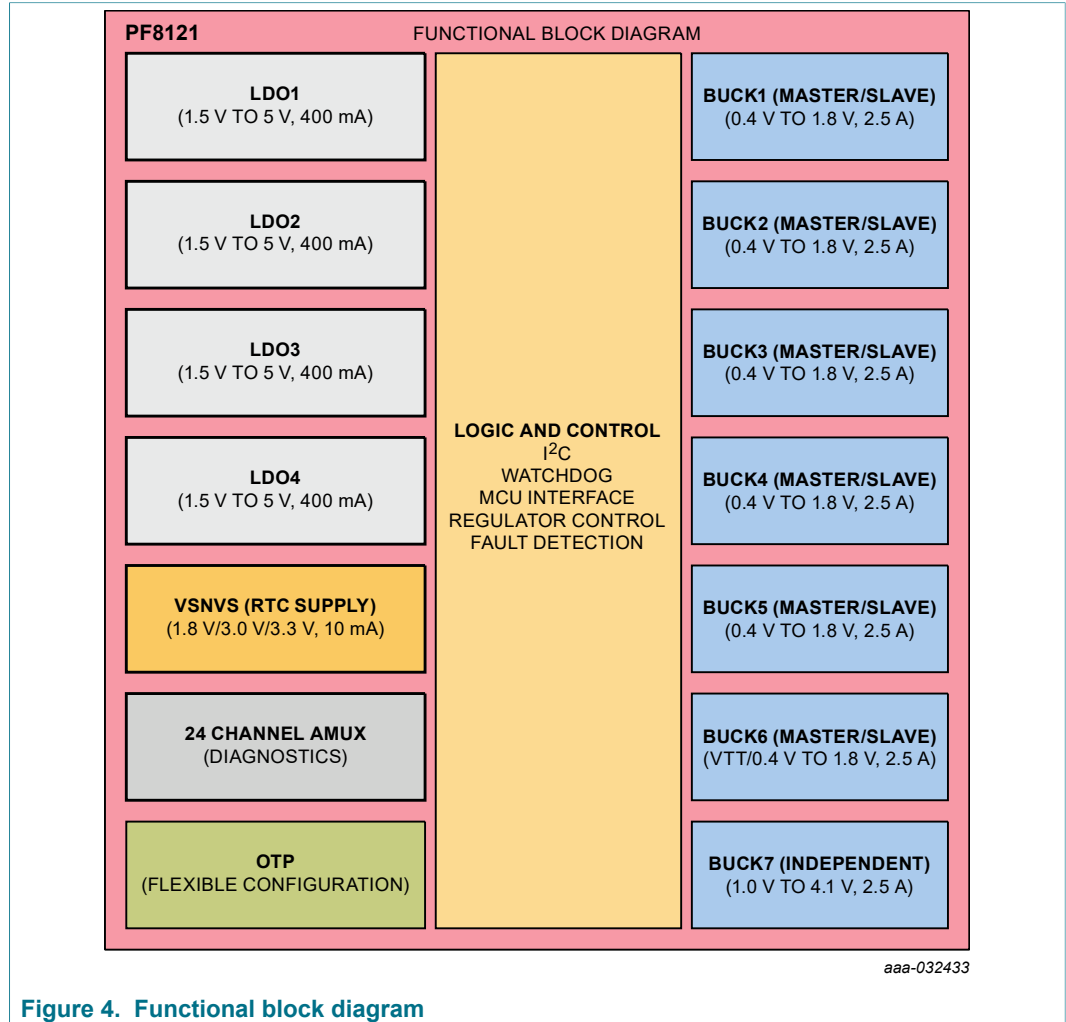 PF8121
FUNCTIONAL BLOCK DIAGRAM
LDO1
(1.5 V TO 5 V, 400 mA)
LDO2
(1.5 V TO 5 V, 400 mA)
LDO3
(1.5 V TO 5 V, 400 mA)
LDO4
(1.5 V TO 5 V, 400 mA)
VSNVS (RTC SUPPLY)
(1.8 V/3.0 V/3.3 V, 10 mA)
24 CHANNEL AMUX
(DIAGNOSTICS)
OTP
(FLEXIBLE CONFIGURATION)
LOGIC AND CONTROL
I²C
WATCHDOG
MCU INTERFACE
REGULATOR CONTROL
FAULT DETECTION
BUCK1 (MASTER/SLAVE)
(0.4 V TO 1.8 V, 2.5 A)
BUCK2 (MASTER/SLAVE)
(0.4 V TO 1.8 V, 2.5 A)
BUCK3 (MASTER/SLAVE)
(0.4 V TO 1.8 V, 2.5 A)
BUCK4 (MASTER/SLAVE)
(0.4 V TO 1.8 V, 2.5 A)
BUCK5 (MASTER/SLAVE)
(0.4 V TO 1.8 V, 2.5 A)
BUCK6 (MASTER/SLAVE)
(VTT/0.4 V TO 1.8 V, 2.5 A)
BUCK7 (INDEPENDENT)
(1.0 V TO 4.1 V, 2.5 A)
aaa-032433
Figure 4. Functional block diagram